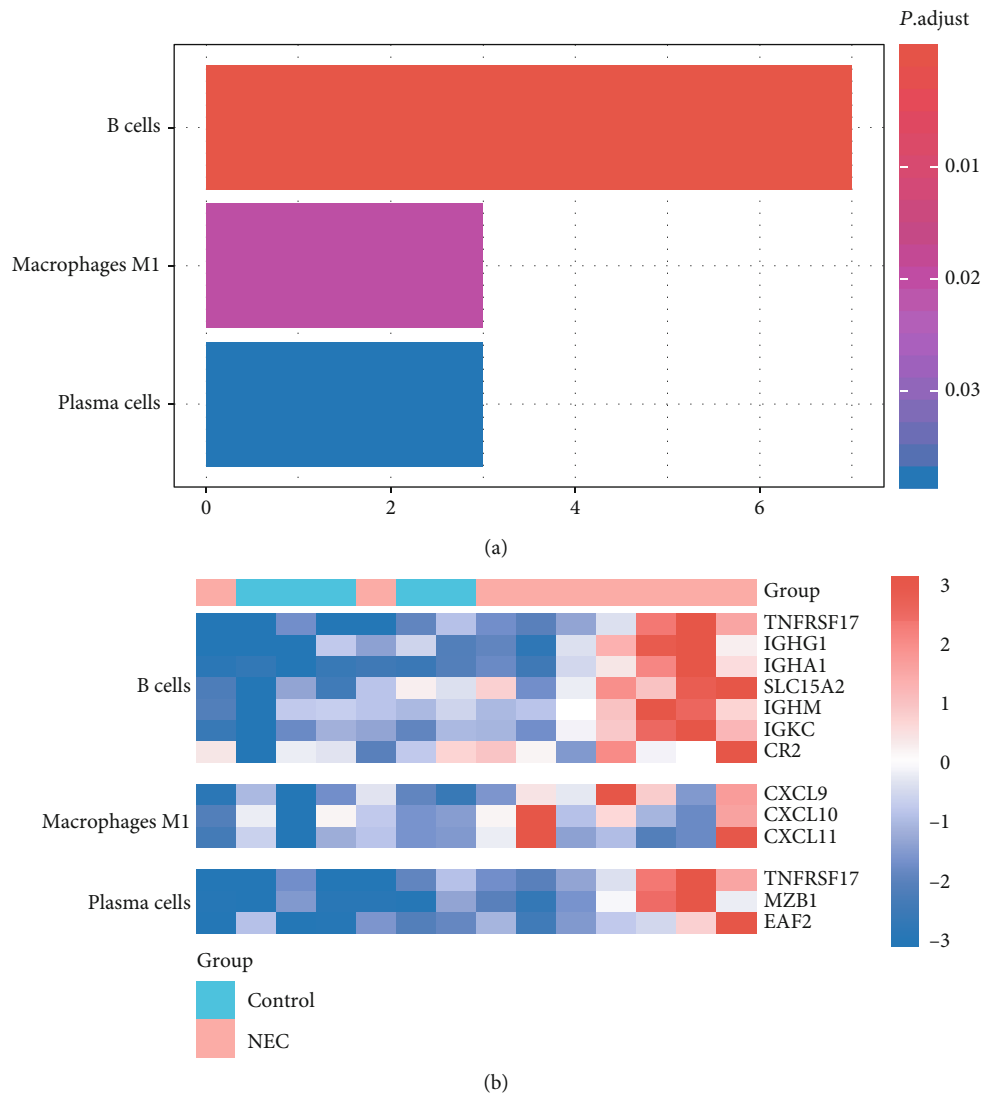 P.adjust
B cells
Macrophages M1
Plasma cells
0.01
0.02
0.03
0 2 4 6
(a)
Group
TNFRSF17
IGHG1
IGHA1
SLC15A2
IGHM
IGKC
CR2
B cells
CXCL9
CXCL10
CXCL11
Macrophages M1
TNFRSF17
MZB1
EAF2
Plasma cells
3
2
1
0
–1
–2
–3
Group
Control
NEC
(b)